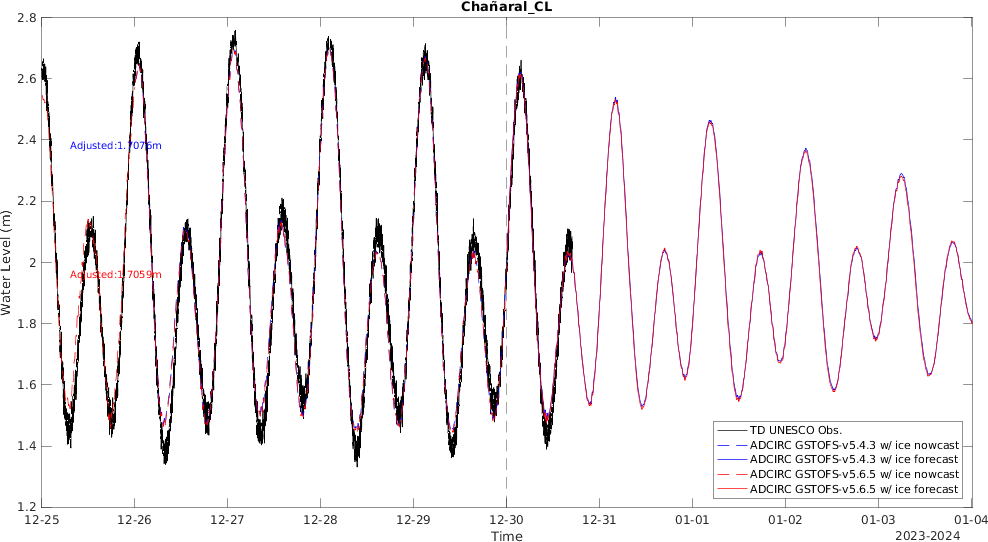 Chañaral_CL
2.8
2.6
2.4
2.2
2
1.8
1.6
1.4
1.2
Water Level (m)
Adjusted:1.7076m
Adjusted:1.7059m
TD UNESCO Obs.
ADCIRC GSTOFS-v5.4.3 w/ ice nowcast
ADCIRC GSTOFS-v5.4.3 w/ ice forecast
ADCIRC GSTOFS-v5.6.5 w/ ice nowcast
ADCIRC GSTOFS-v5.6.5 w/ ice forecast
12-25 12-26 12-27 12-28 12-29 12-30 12-31 01-01 01-02 01-03 01-04
Time
2023-2024